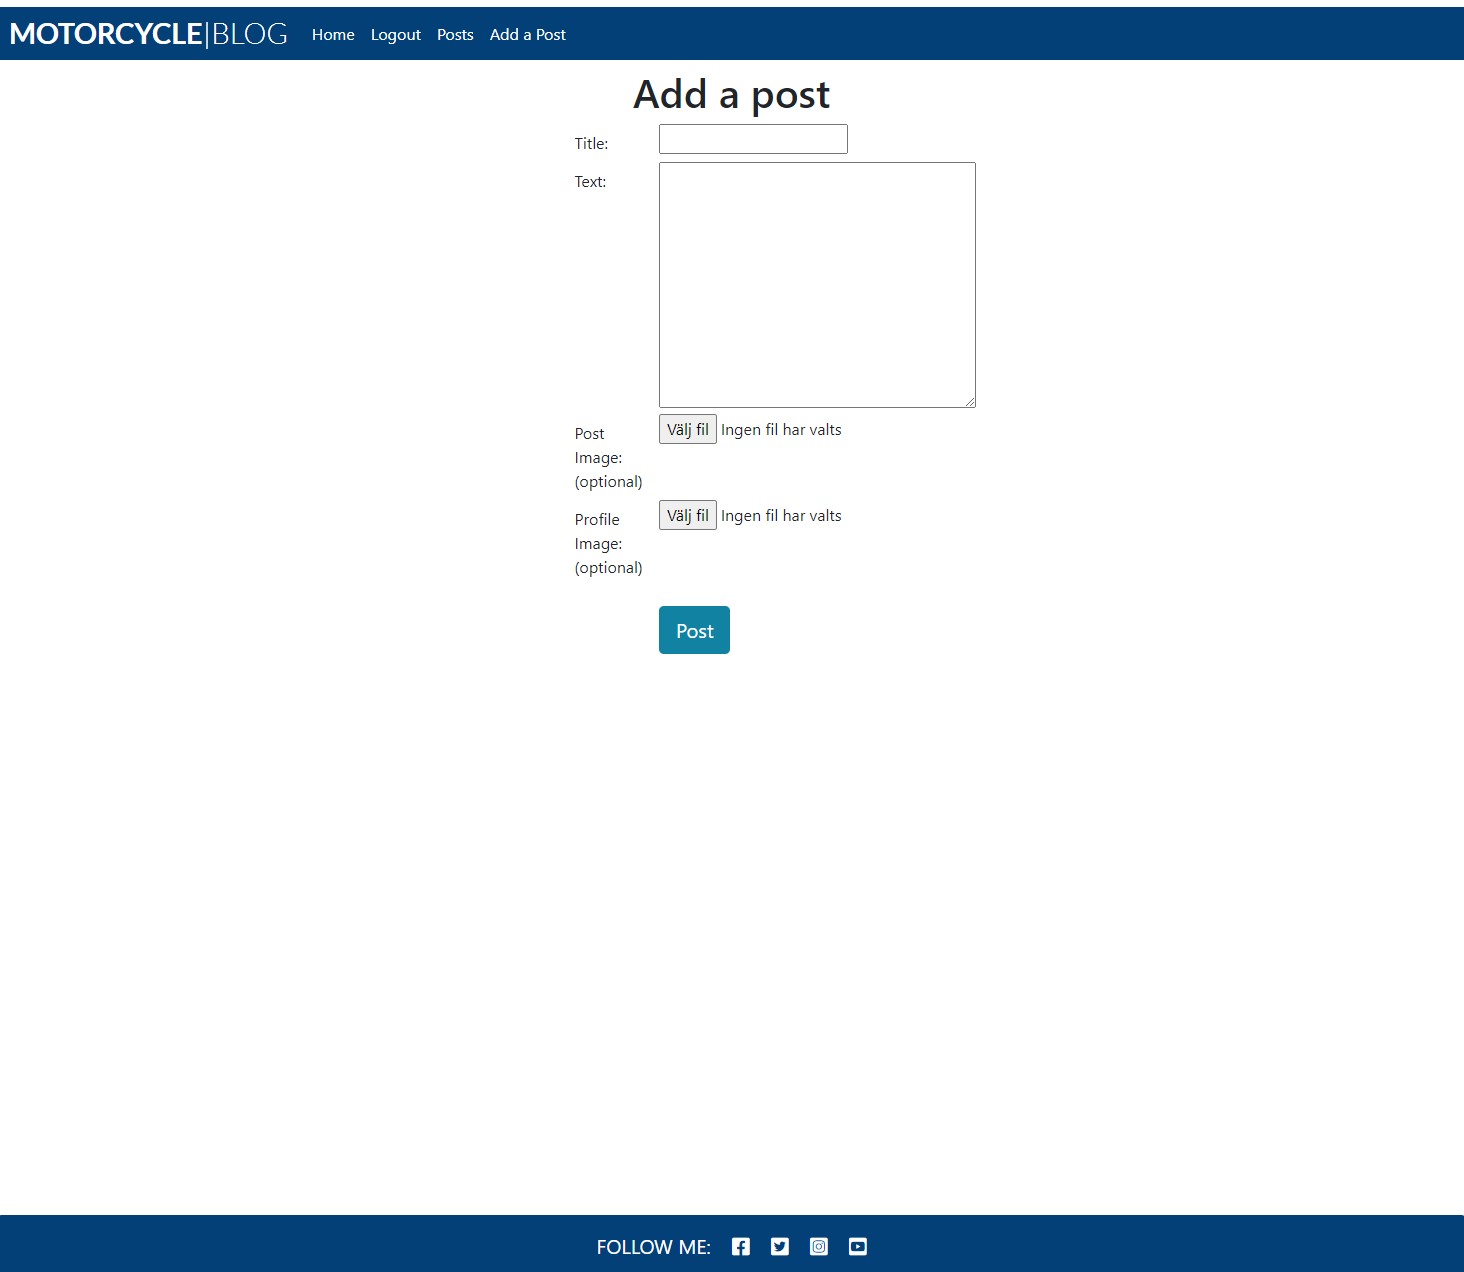 MOTORCYCLE|BLOG Home Logout Posts Add a Post
Add a post
Title:
Text:
Post
Image:
(optional)
Välj fil Ingen fil har valts
Profile
Image:
(optional)
Välj fil Ingen fil har valts
Post
FOLLOW ME: